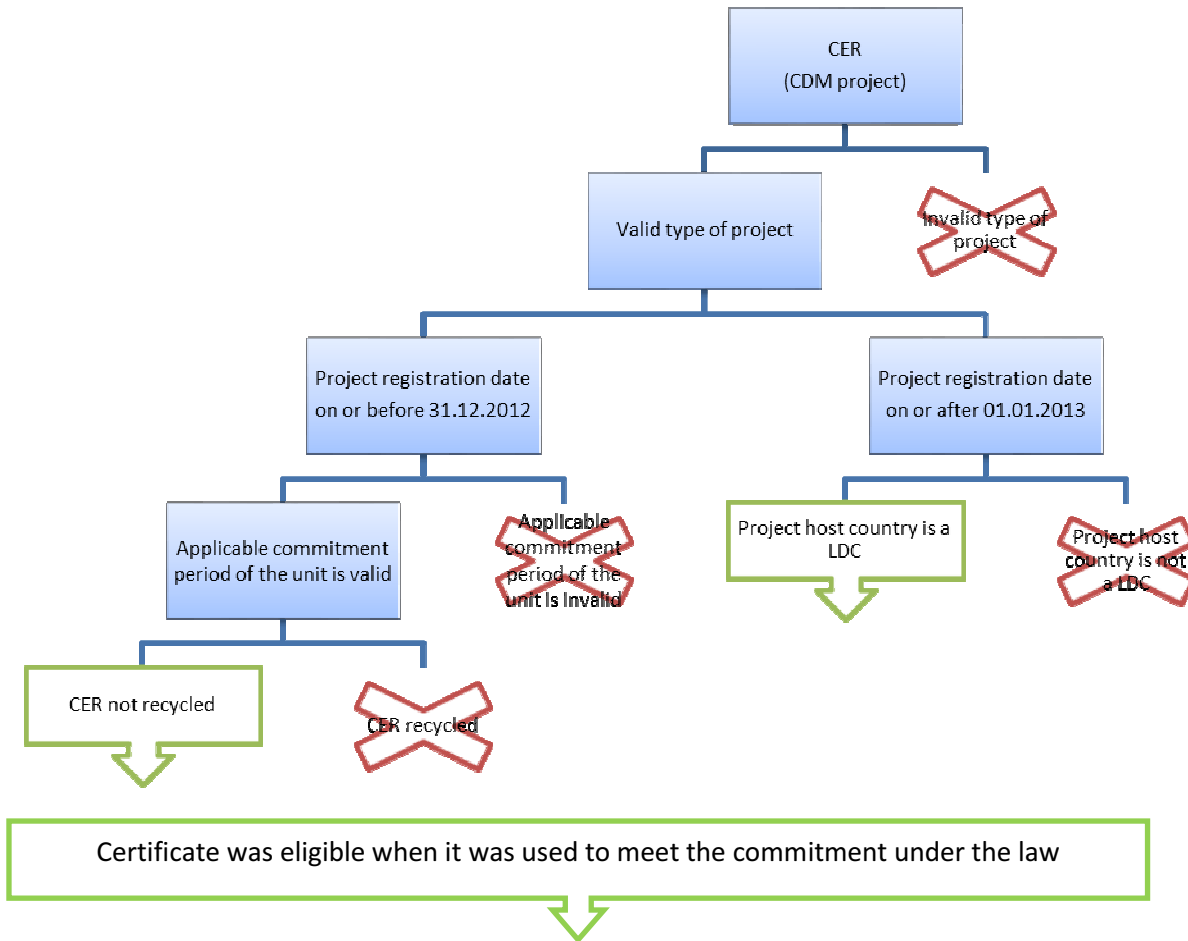 CER
(CDM project)
Valid type of project
Invalid type of
project
Project registration date
on or before 31.12.2012
Project registration date
on or after 01.01.2013
Applicable commitment
period of the unit is valid
Applicable
commitment
period of the
unit is invalid
Project host country is a
LDC
Project host
country is not
a LDC
CER not recycled
CER recycled
Certificate was eligible when it was used to meet the commitment under the law